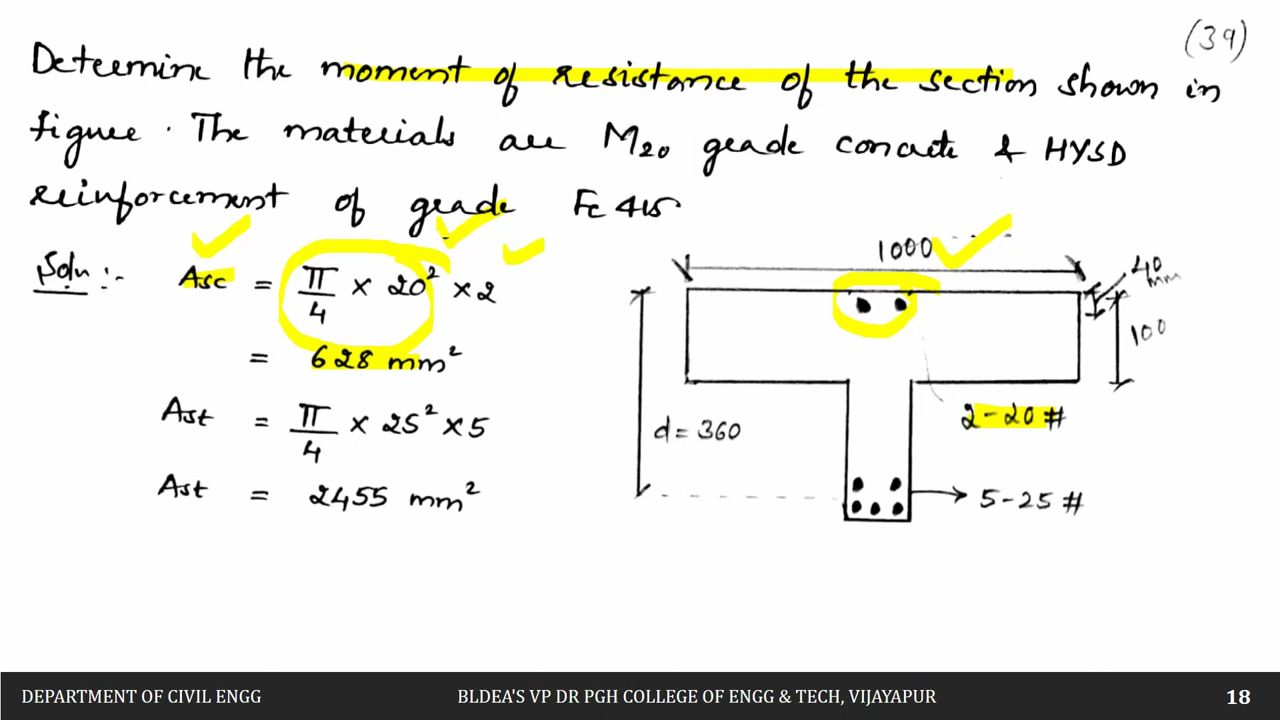 (39)
Determine the moment of resistance of the section shown in
figure. The materials are M20 grade concrete & HYSD
reinforcement of grade Fe 415
Soln :- Asc = π/4 × 20² × 2
= 628 mm²
Ast = π/4 × 25² × 5
Ast = 2455 mm²
1000
40 mm
100
d = 360
2-20 #
5-25 #
DEPARTMENT OF CIVIL ENGG
BLDEA'S VP DR PGH COLLEGE OF ENGG & TECH, VIJAYAPUR
18